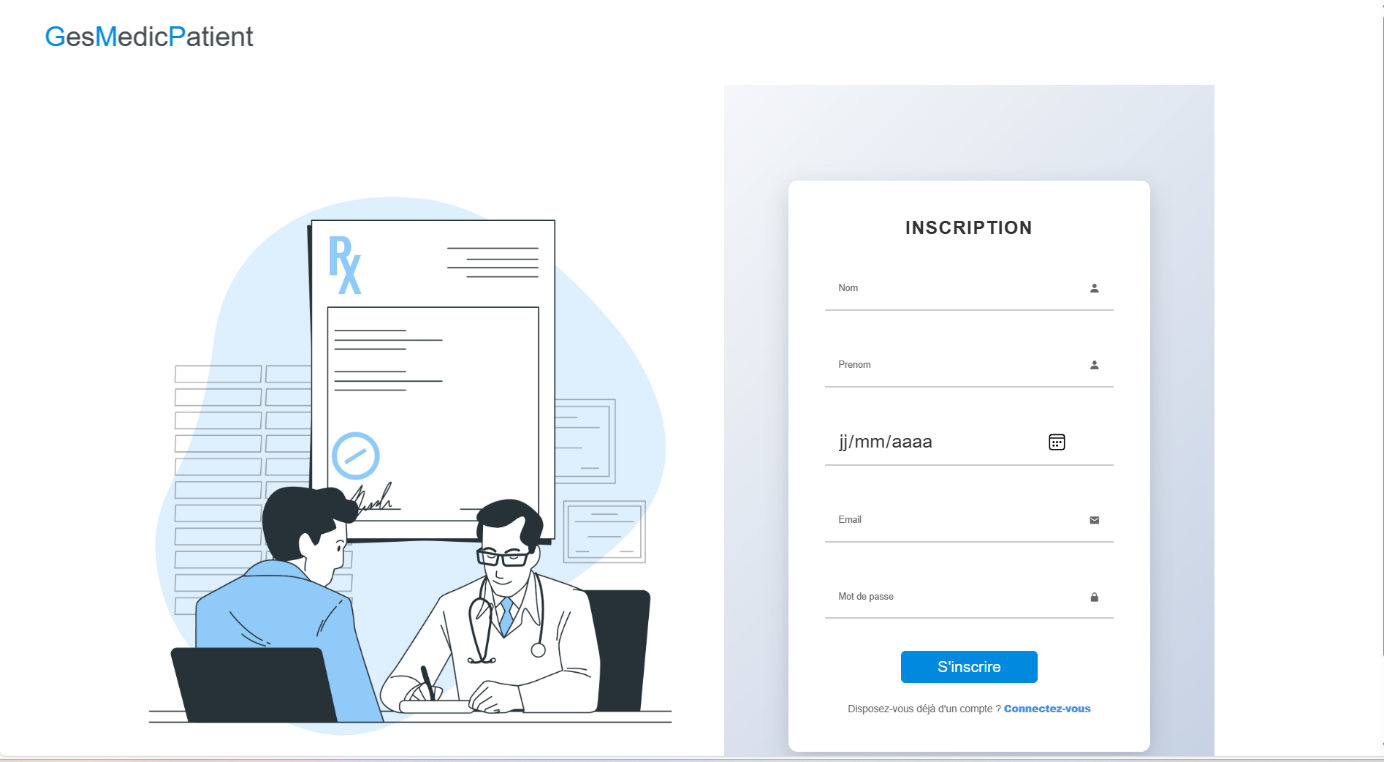 GesMedicPatient
RX
INSCRIPTION
Nom
Prenom
jj/mm/aaaa
Email
Mot de passe
S'inscrire
Disposez-vous déjà d'un compte ? Connectez-vous